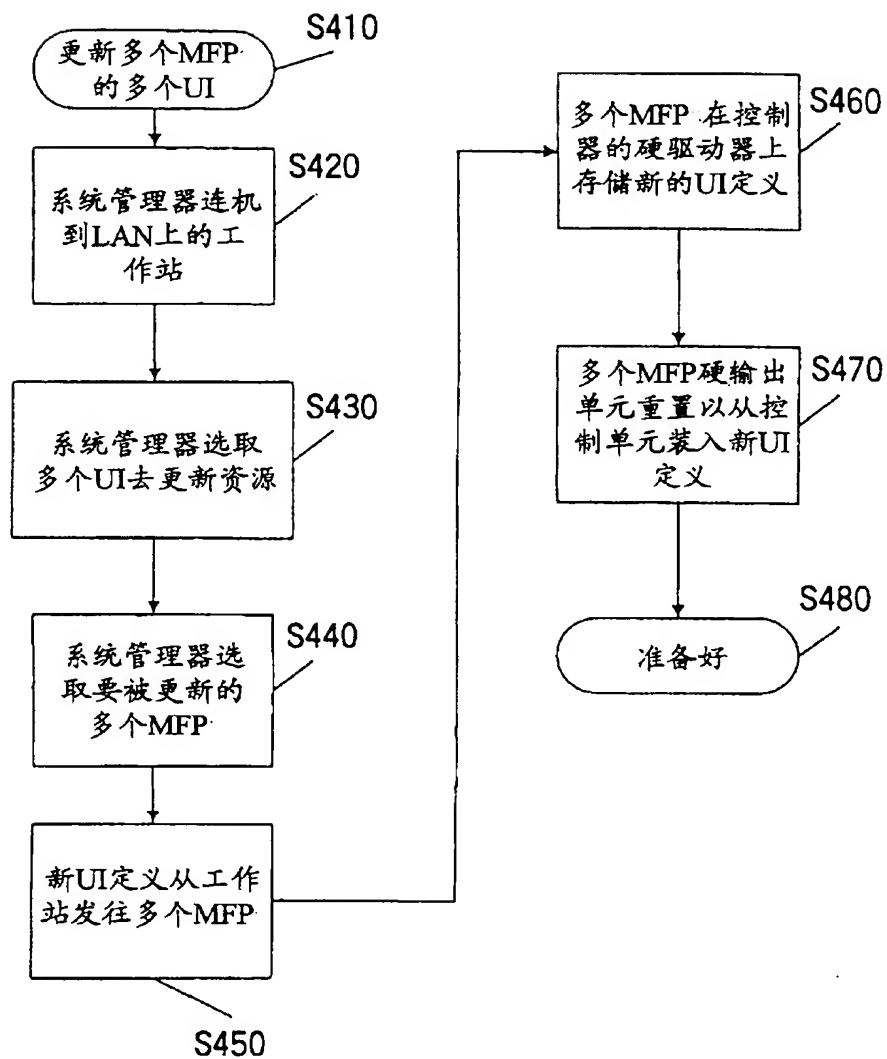 S410
更新多个MFP
的多个UI
S420
系统管理器连机
到LAN上的工
作站
S430
系统管理器选取
多个UI去更新资源
S440
系统管理器选
取要被更新的
多个MFP
新UI定义从工作
站发往多个MFP
S450
S460
多个MFP在控制
器的硬驱动器上
存储新的UI定义
S470
多个MFP硬输出
单元重置以从控
制单元装入新UI
定义
S480
准备好